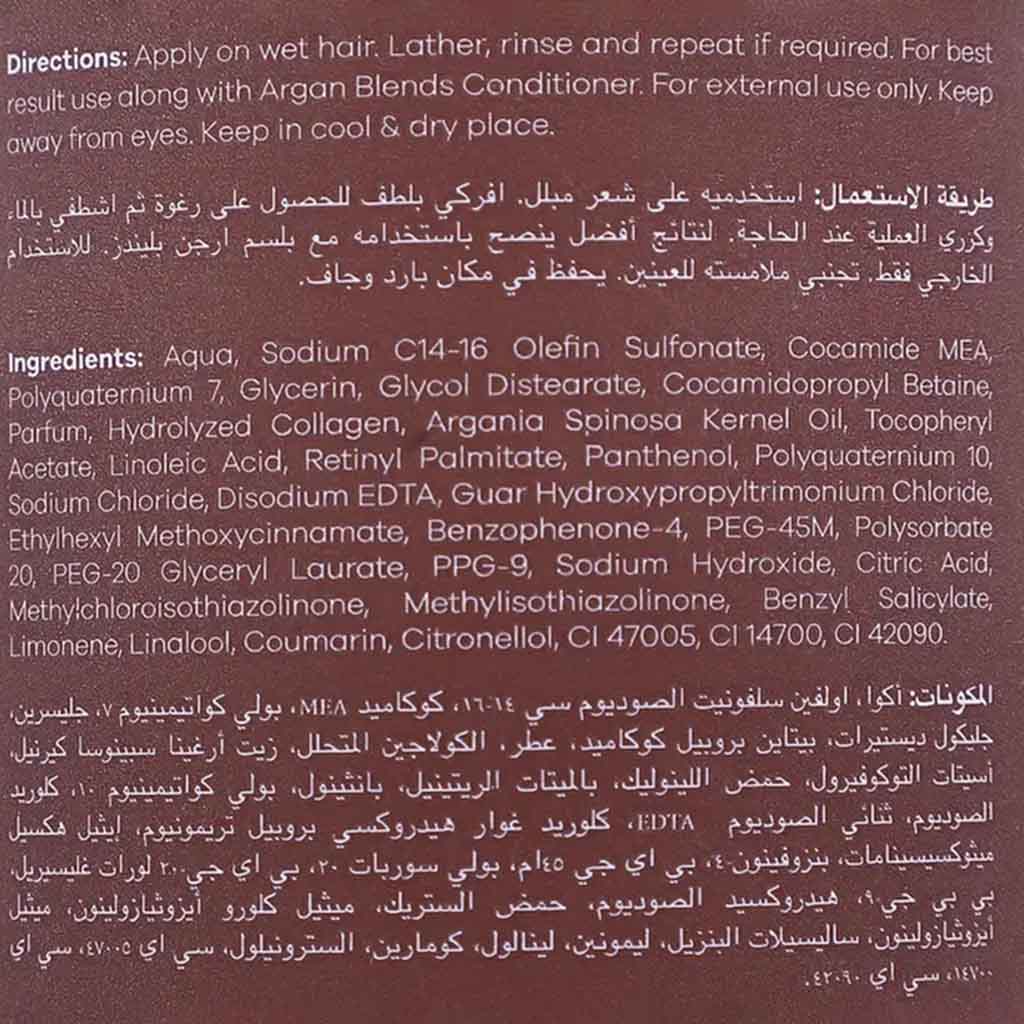 Directions: Apply on wet hair. Lather, rinse and repeat if required. For best
result use along with Argan Blends Conditioner. For external use only. Keep
away from eyes. Keep in cool & dry place.
طريقة الاستعمال: استخدميه على شعر مبلل. افركي بلطف للحصول على رغوة ثم اشطفي بالماء
وكرري العملية عند الحاجة. لنتائج أفضل ينصح باستخدامه مع بلسم ارجن بليندز. للاستخدام
الخارجي فقط. تجنبي ملامسته للعينين. يحفظ في مكان بارد وجاف.
Ingredients: Aqua, Sodium C14-16 Olefin Sulfonate, Cocamide MEA,
Polyquaternium 7, Glycerin, Glycol Distearate, Cocamidopropyl Betaine,
Parfum, Hydrolyzed Collagen, Argania Spinosa Kernel Oil, Tocopheryl
Acetate, Linoleic Acid, Retinyl Palmitate, Panthenol, Polyquaternium 10,
Sodium Chloride, Disodium EDTA, Guar Hydroxypropyltrimonium Chloride,
Ethylhexyl Methoxycinnamate, Benzophenone-4, PEG-45M, Polysorbate
20, PEG-20 Glyceryl Laurate, PPG-9, Sodium Hydroxide, Citric Acid,
Methylchloroisothiazolinone, Methylisothiazolinone, Benzyl Salicylate,
Limonene, Linalool, Coumarin, Citronellol, CI 47005, CI 14700, CI 42090.
المكونات: أكوا، اولفين سلفونيت الصوديوم سي ١٤-١٦، كوكاميد MEA، بولي كواتيمينيوم ٧، جليسرين،
جليكول ديستيرات، بيتاين بروبيل كوكاميد، عطر، الكولاجين المتحلل، زيت أرغينا سبينوسا كيرنيل،
أسيتات التوكوفيرول، حمض اللينوليك، بالميتات الريتينيل، بانثينول، بولي كواتيمينيوم ١٠، كلوريد
الصوديوم، ثنائي الصوديوم EDTA، كلوريد غوار هيدروكسي بروبيل تريمونيوم، إيثيل هكسيل
ميثوكسيسينامات، بنزوفينون-٤، بي اي جي ٤٥ام، بولي سوربات ٢٠، بي اي جي-٢٠ لورات غليسيريل،
بي بي جي-٩، هيدروكسيد الصوديوم، حمض الستريك، ميثيل كلورو أيزوثيازولينون، ميثيل
أيزوثيازولينون، ساليسيلات البنزيل، ليمونين، لينالول، كومارين، السترونيلول، سي اي ٤٧٠٠٥، سي اي
١٤٧٠٠، سي اي ٤٢٠٩٠.